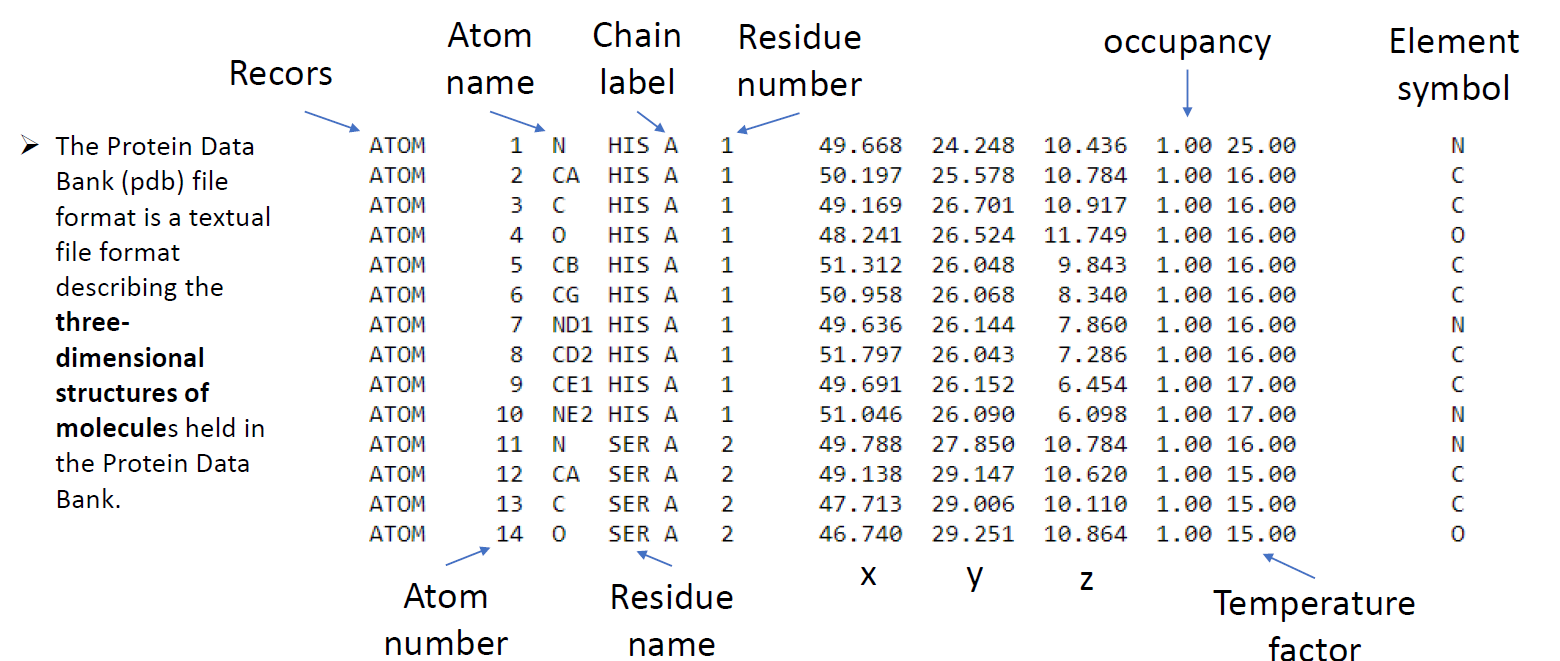 Recors
Atom
name
Chain
label
Residue
number
occupancy
Element
symbol
➢ The Protein Data
Bank (pdb) file
format is a textual
file format
describing the
three-
dimensional
structures of
molecules held in
the Protein Data
Bank.
ATOM 1 N HIS A 1 49.668 24.248 10.436 1.00 25.00 N
ATOM 2 CA HIS A 1 50.197 25.578 10.784 1.00 16.00 C
ATOM 3 C HIS A 1 49.169 26.701 10.917 1.00 16.00 C
ATOM 4 O HIS A 1 48.241 26.524 11.749 1.00 16.00 O
ATOM 5 CB HIS A 1 51.312 26.048 9.843 1.00 16.00 C
ATOM 6 CG HIS A 1 50.958 26.068 8.340 1.00 16.00 C
ATOM 7 ND1 HIS A 1 49.636 26.144 7.860 1.00 16.00 N
ATOM 8 CD2 HIS A 1 51.797 26.043 7.286 1.00 16.00 C
ATOM 9 CE1 HIS A 1 49.691 26.152 6.454 1.00 17.00 C
ATOM 10 NE2 HIS A 1 51.046 26.090 6.098 1.00 17.00 N
ATOM 11 N SER A 2 49.788 27.850 10.784 1.00 16.00 N
ATOM 12 CA SER A 2 49.138 29.147 10.620 1.00 15.00 C
ATOM 13 C SER A 2 47.713 29.006 10.110 1.00 15.00 C
ATOM 14 O SER A 2 46.740 29.251 10.864 1.00 15.00 O
x y z
Atom
number
Residue
name
Temperature
factor